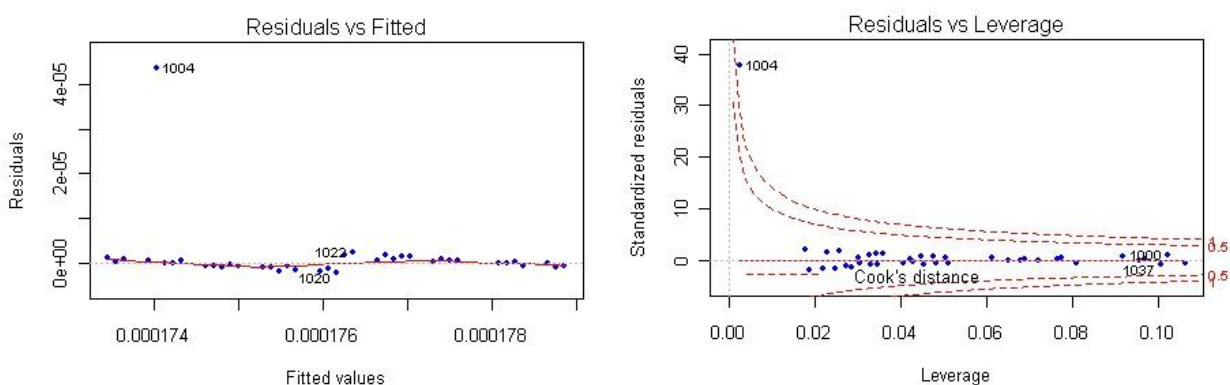 Residuals vs Fitted
Residuals
4e-05
2e-05
0e+00
1004
1022
1020
0.000174
0.000176
0.000178
Fitted values
Residuals vs Leverage
Standardized residuals
40
30
20
10
0
1004
1
0.5
1000
1037
Cook's distance
0.5
1
0.00
0.02
0.04
0.06
0.08
0.10
Leverage